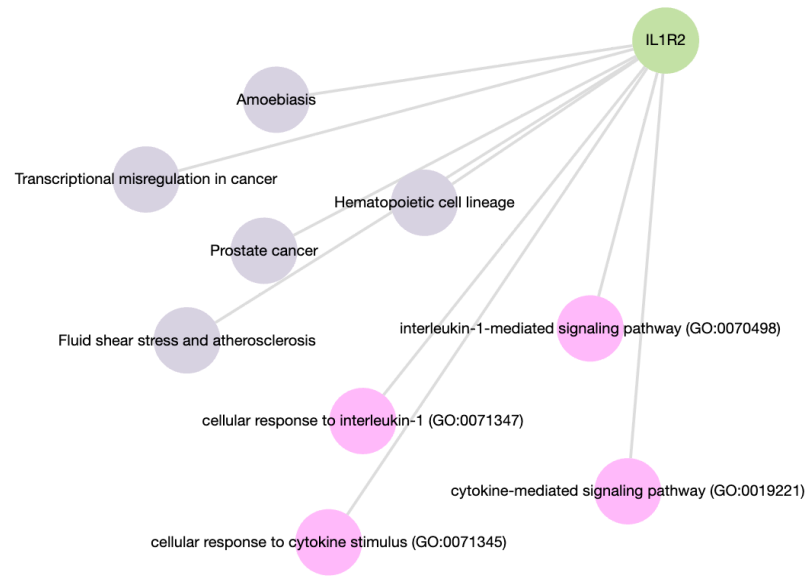 IL1R2
Amoebiasis
Transcriptional misregulation in cancer
Hematopoietic cell lineage
Prostate cancer
interleukin-1-mediated signaling pathway (GO:0070498)
Fluid shear stress and atherosclerosis
cellular response to interleukin-1 (GO:0071347)
cytokine-mediated signaling pathway (GO:0019221)
cellular response to cytokine stimulus (GO:0071345)